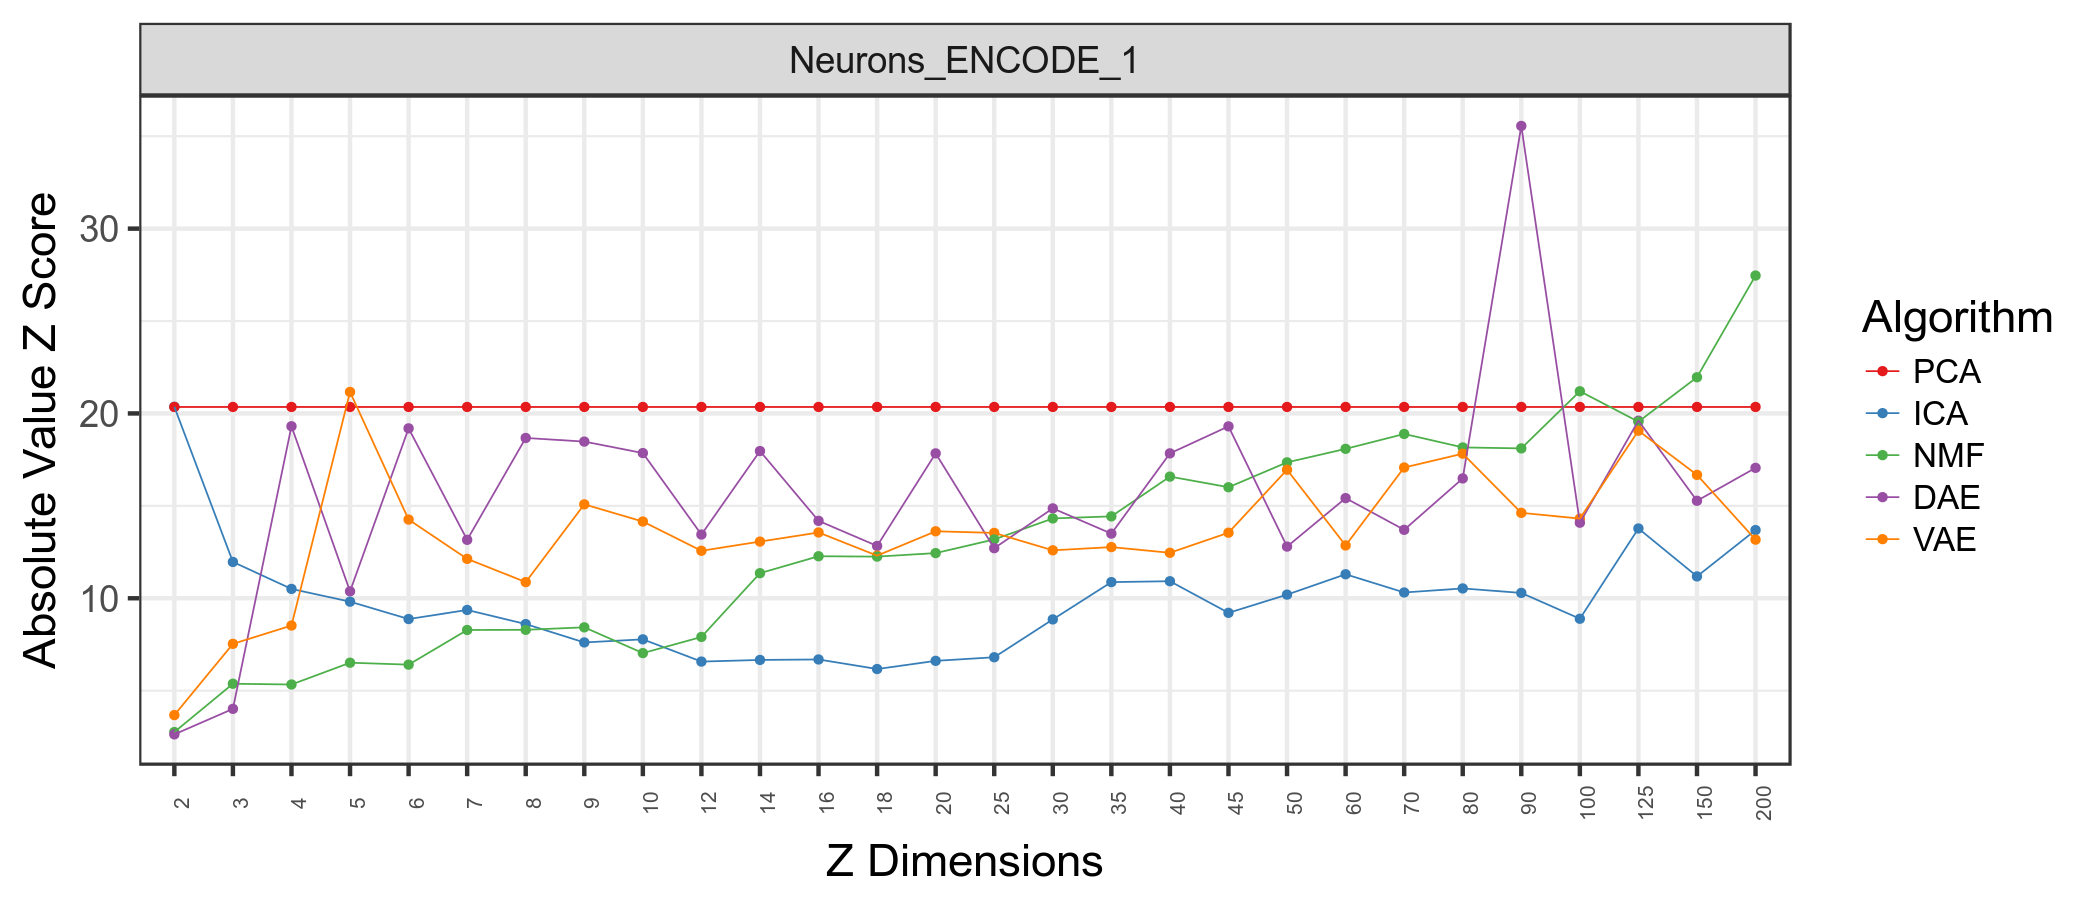 Neurons_ENCODE_1
Absolute Value Z Score
30
20
10
2 3 4 5 6 7 8 9 10 12 14 16 18 20 25 30 35 40 45 50 60 70 80 90 100 125 150 200
Z Dimensions
Algorithm
PCA
ICA
NMF
DAE
VAE